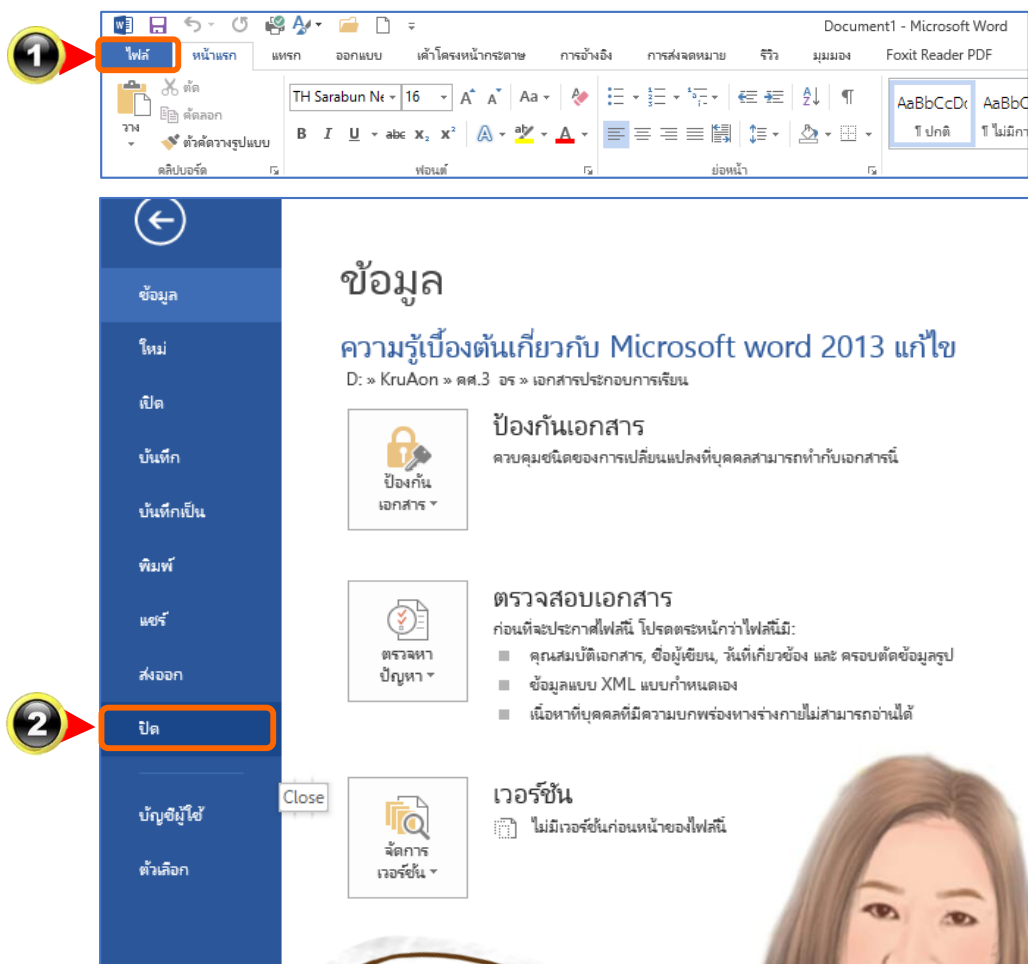 Document1 - Microsoft Word
1
ไฟล์ หน้าแรก แทรก ออกแบบ เค้าโครงหน้ากระดาษ การอ้างอิง การส่งจดหมาย รีวิว มุมมอง Foxit Reader PDF
ตัด
คัดลอก
วาง
ตัวคัดวางรูปแบบ
TH Sarabun Ne 16 A A Aa
B I U abc X₂ X² A aby A
AaBbCcDc AaBbC
¶ ปกติ ¶ ไม่มีกา
คลิปบอร์ด ฟอนต์ ย่อหน้า
ข้อมูล
ใหม่
เปิด
บันทึก
บันทึกเป็น
พิมพ์
แชร์
ส่งออก
2
ปิด
Close
บัญชีผู้ใช้
ตัวเลือก
ข้อมูล
ความรู้เบื้องต้นเกี่ยวกับ Microsoft word 2013 แก้ไข
D: » KruAon » คศ.3 อร » เอกสารประกอบการเรียน
ป้องกัน
เอกสาร
ป้องกันเอกสาร
ควบคุมชนิดของการเปลี่ยนแปลงที่บุคคลสามารถทำกับเอกสารนี้
ตรวจหา
ปัญหา
ตรวจสอบเอกสาร
ก่อนที่จะประกาศไฟล์นี้ โปรดตระหนักว่าไฟล์นี้มี:
คุณสมบัติเอกสาร, ชื่อผู้เขียน, วันที่เกี่ยวข้อง และ ครอบตัดข้อมูลรูป
ข้อมูลแบบ XML แบบกำหนดเอง
เนื้อหาที่บุคคลที่มีความบกพร่องทางร่างกายไม่สามารถอ่านได้
จัดการ
เวอร์ชัน
เวอร์ชัน
ไม่มีเวอร์ชันก่อนหน้าของไฟล์นี้